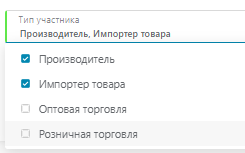 Тип участника
Производитель, Импортер товара
Производитель
Импортер товара
Оптовая торговля
Розничная торговля